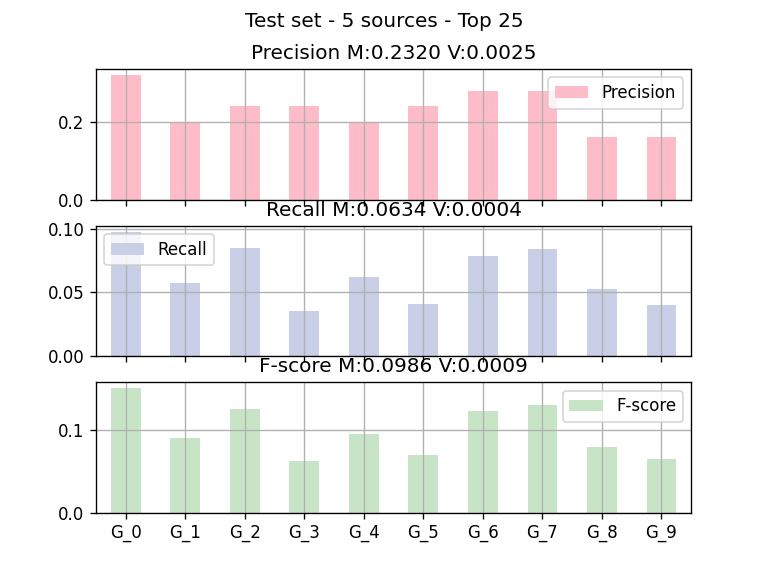 Test set - 5 sources - Top 25
Precision M:0.2320 V:0.0025
Precision
0.2
0.0
Recall M:0.0634 V:0.0004
0.10
Recall
0.05
0.00
F-score M:0.0986 V:0.0009
F-score
0.1
0.0
G_0 G_1 G_2 G_3 G_4 G_5 G_6 G_7 G_8 G_9